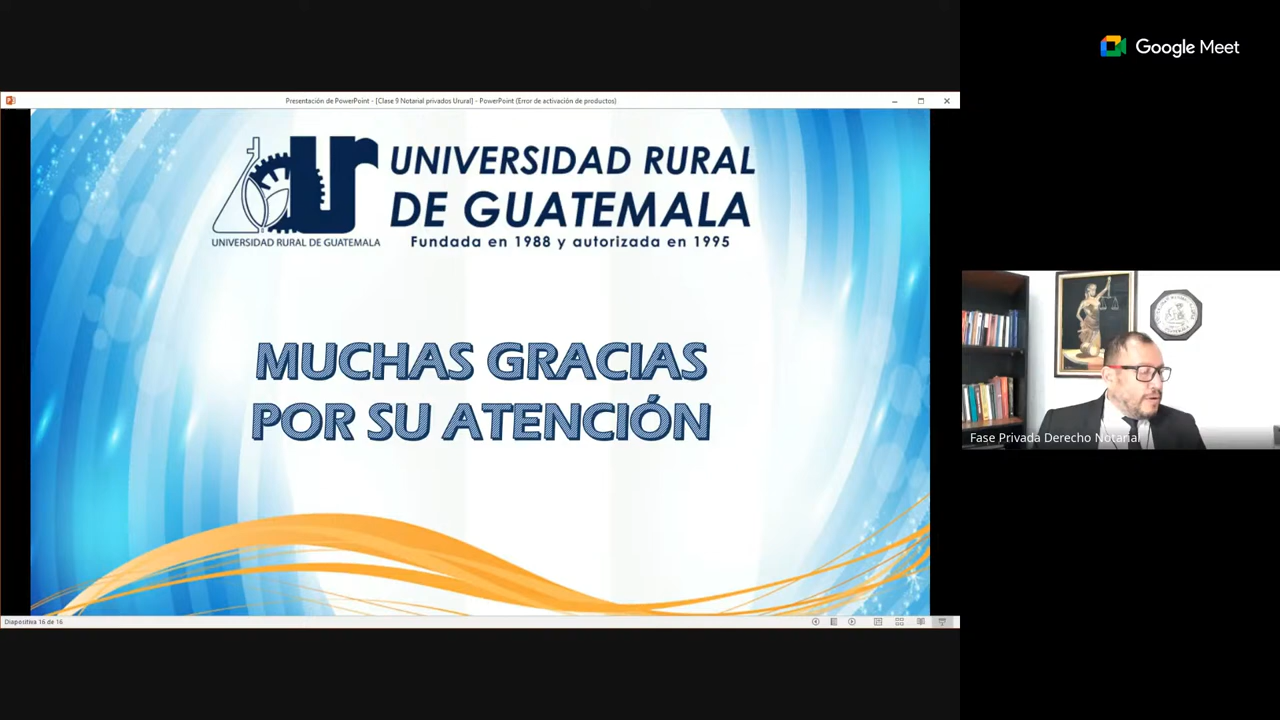 Google Meet
Presentación de PowerPoint - [Clase 9 Notarial privados Urural] - PowerPoint (Error de activación de productos)
UNIVERSIDAD RURAL
DE GUATEMALA
Fundada en 1988 y autorizada en 1995
UNIVERSIDAD RURAL DE GUATEMALA
MUCHAS GRACIAS
POR SU ATENCIÓN
Fase Privada Derecho Notarial
Diapositiva 16 de 16